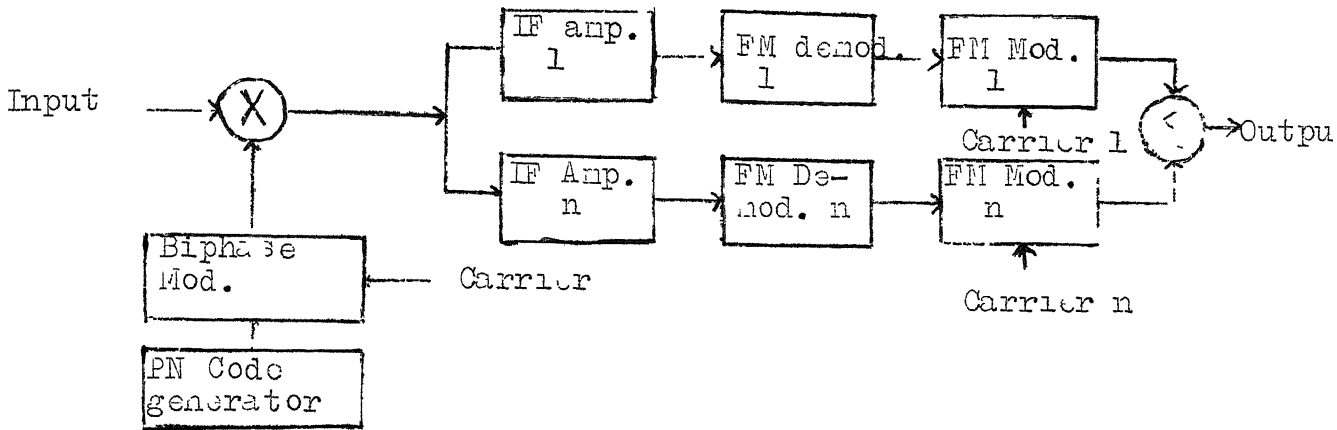 Input
X
IF amp.
1
FM demod.
1
FM Mod.
1
Carrier 1
Output
IF Amp.
n
FM De-
mod. n
FM Mod.
n
Carrier n
Biphase
Mod.
Carrier
PN Code
generator